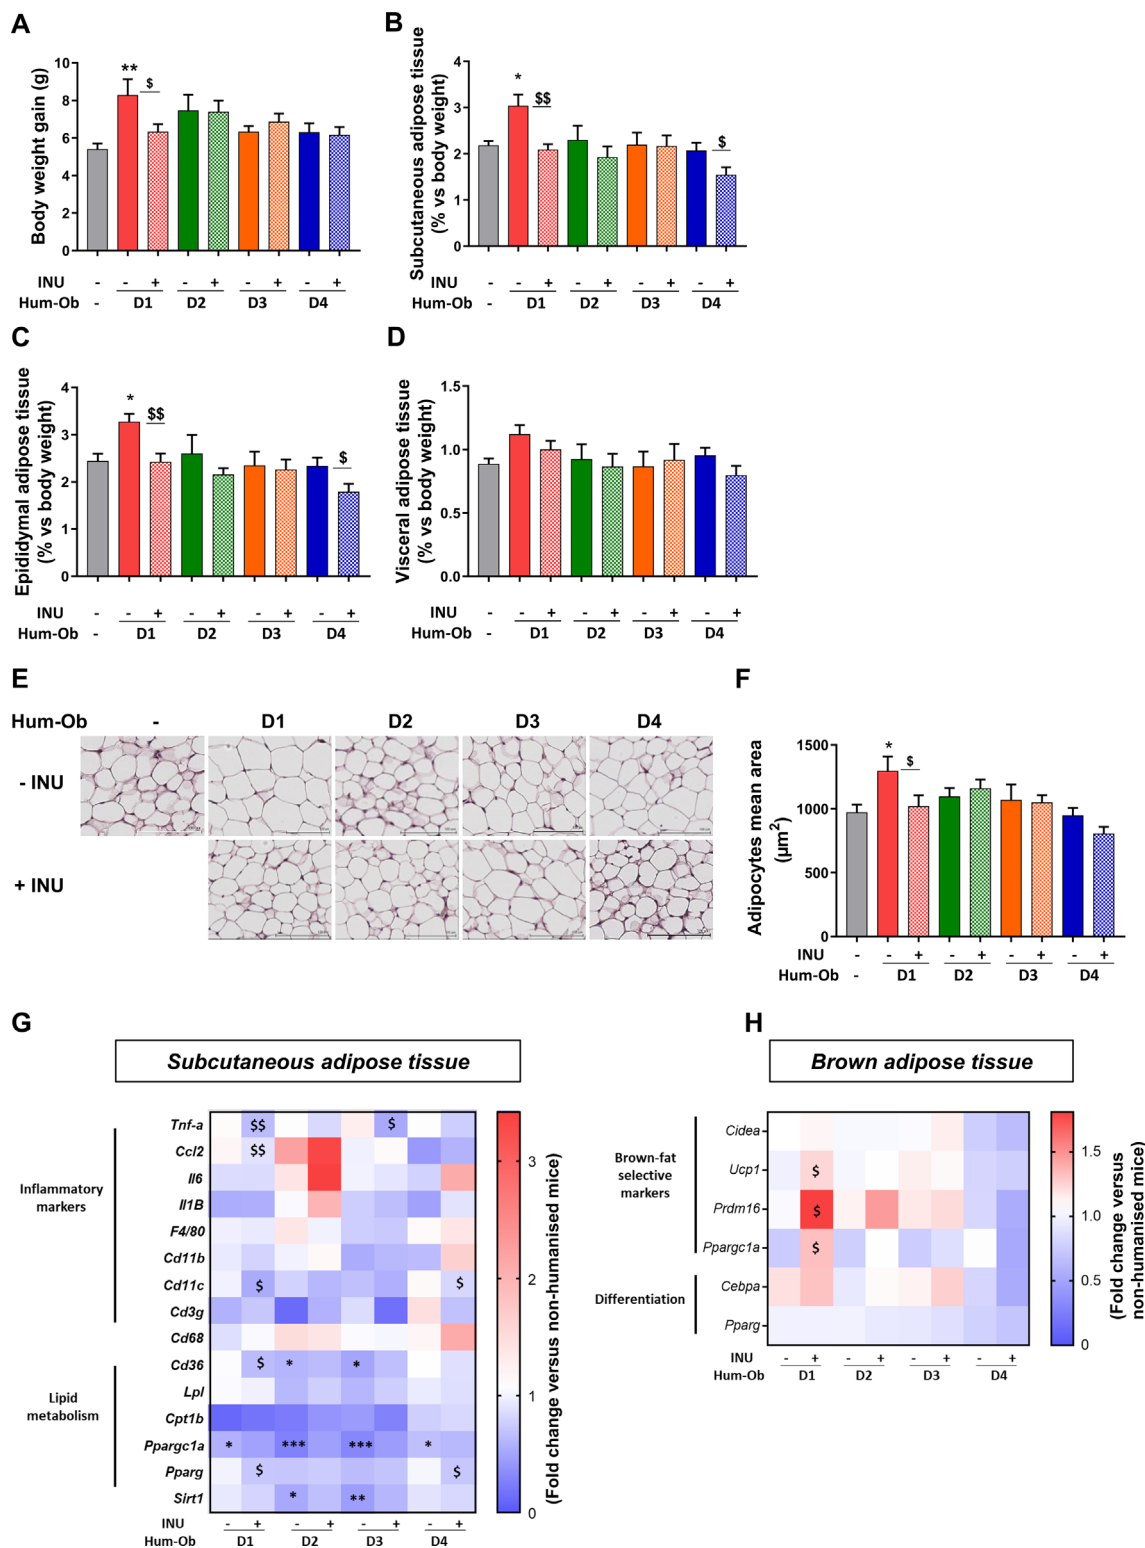 A
Body weight gain (g)
10
8
6
4
2
0
**
$
INU - - + - + - + - +
Hum-Ob - D1 D2 D3 D4
B
Subcutaneous adipose tissue
(% vs body weight)
4
3
2
1
0
*
$$
$
INU - - + - + - + - +
Hum-Ob - D1 D2 D3 D4
C
Epididymal adipose tissue
(% vs body weight)
4
3
2
1
0
*
$$
$
INU - - + - + - + - +
Hum-Ob - D1 D2 D3 D4
D
Visceral adipose tissue
(% vs body weight)
1.5
1.0
0.5
0.0
INU - - + - + - + - +
Hum-Ob - D1 D2 D3 D4
E
Hum-Ob - D1 D2 D3 D4
- INU
+ INU
F
Adipocytes mean area
(µm2)
1500
1000
500
0
*
$
INU - - + - + - + - +
Hum-Ob - D1 D2 D3 D4
G
Subcutaneous adipose tissue
Inflammatory
markers
Lipid
metabolism
Tnf-a $$ $
Ccl2 $$
Il6
Il1B
F4/80
Cd11b
Cd11c $ $
Cd3g
Cd68
Cd36 $ * *
Lpl
Cpt1b
Ppargc1a * *** *** *
Pparg $ $
Sirt1 * **
INU - + - + - + - +
Hum-Ob D1 D2 D3 D4
3
2
1
0
(Fold change versus non-humanised mice)
H
Brown adipose tissue
Brown-fat
selective
markers
Differentiation
Cidea
Ucp1 $
Prdm16 $
Ppargc1a $
Cebpa
Pparg
INU - + - + - + - +
Hum-Ob D1 D2 D3 D4
1.5
1.0
0.5
0
(Fold change versus
non-humanised mice)